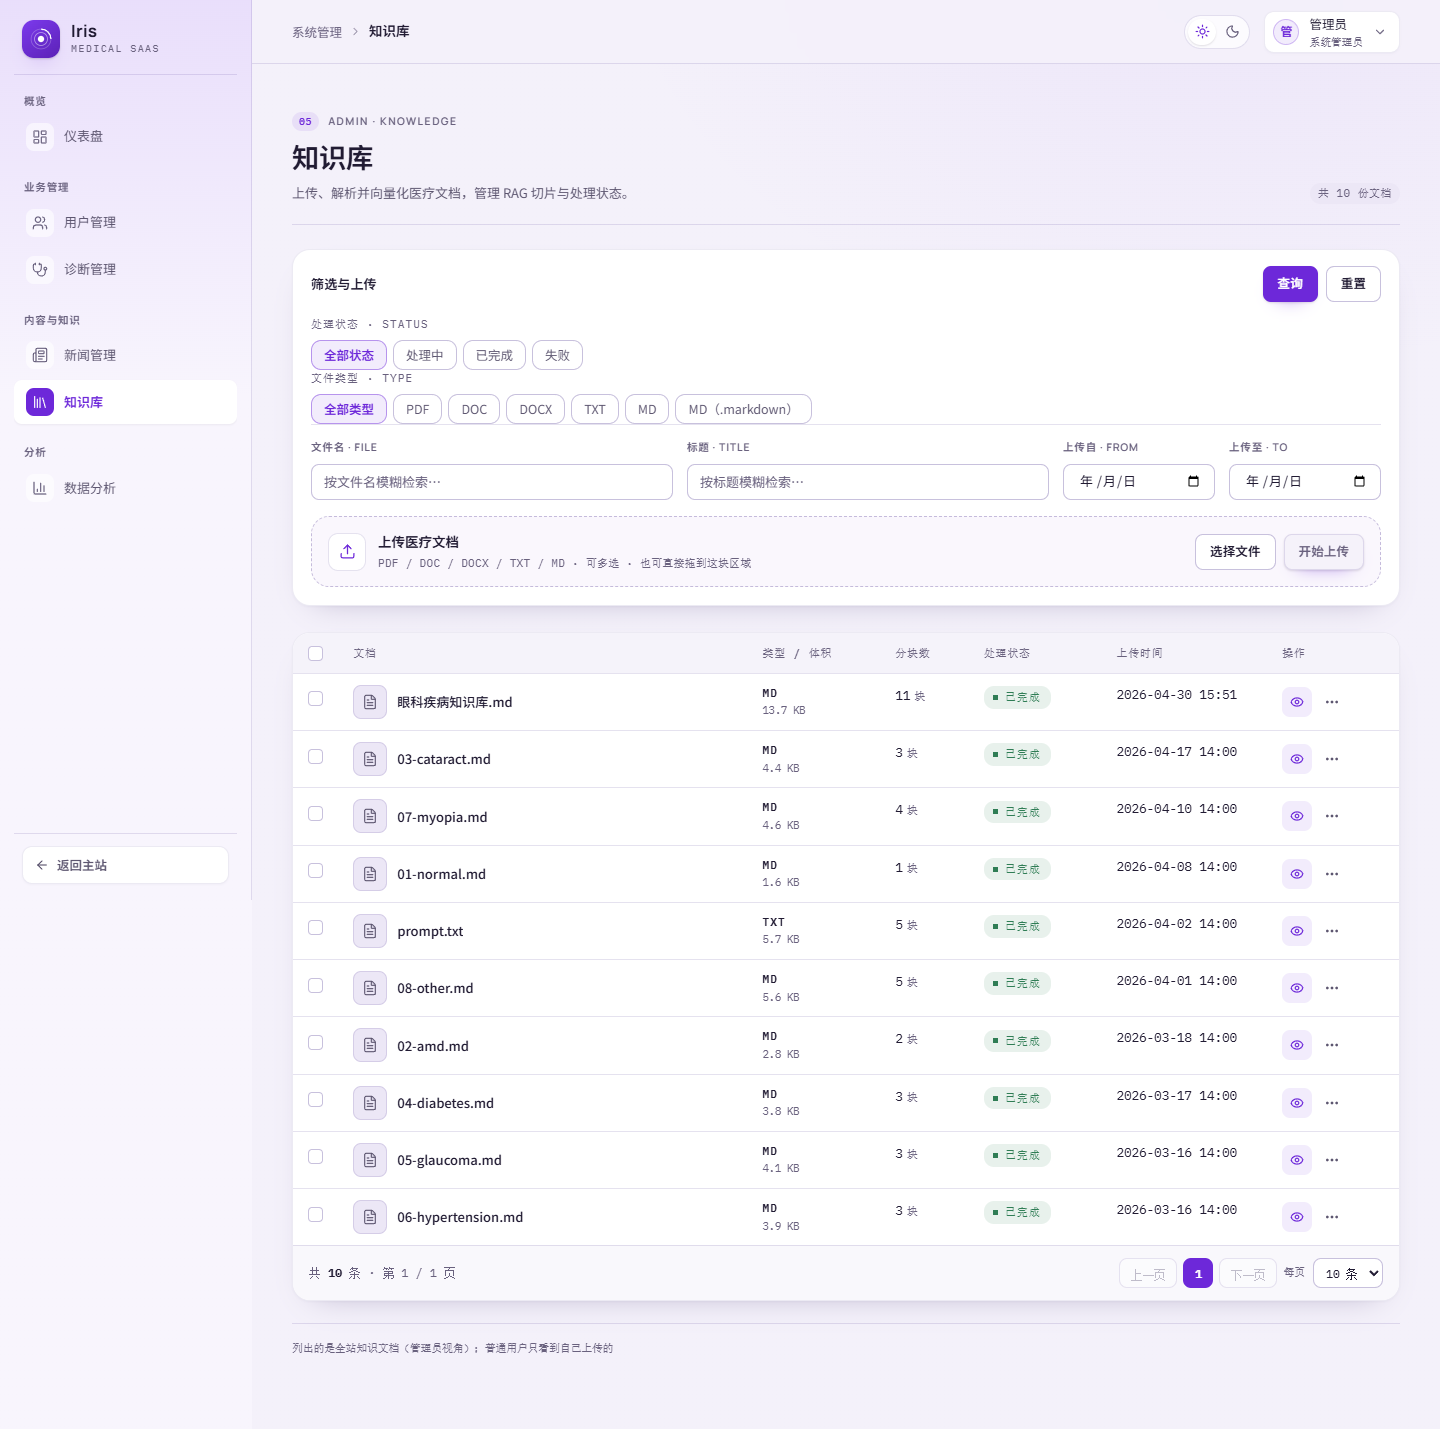 Iris
MEDICAL SAAS
概览
仪表盘
业务管理
用户管理
诊断管理
内容与知识
新闻管理
知识库
分析
数据分析
返回主站
系统管理 > 知识库
管
管理员
系统管理员
05 ADMIN · KNOWLEDGE
知识库
上传、解析并向量化医疗文档，管理 RAG 切片与处理状态。
共 10 份文档
筛选与上传
查询 重置
处理状态 · STATUS
全部状态 处理中 已完成 失败
文件类型 · TYPE
全部类型 PDF DOC DOCX TXT MD MD（.markdown）
文件名 · FILE 标题 · TITLE 上传自 · FROM 上传至 · TO
按文件名模糊检索… 按标题模糊检索… 年 /月/日 年 /月/日
上传医疗文档
PDF / DOC / DOCX / TXT / MD · 可多选 · 也可直接拖到这块区域
选择文件 开始上传
文档 类型 / 体积 分块数 处理状态 上传时间 操作
眼科疾病知识库.md MD 13.7 KB 11 块 已完成 2026-04-30 15:51
03-cataract.md MD 4.4 KB 3 块 已完成 2026-04-17 14:00
07-myopia.md MD 4.6 KB 4 块 已完成 2026-04-10 14:00
01-normal.md MD 1.6 KB 1 块 已完成 2026-04-08 14:00
prompt.txt TXT 5.7 KB 5 块 已完成 2026-04-02 14:00
08-other.md MD 5.6 KB 5 块 已完成 2026-04-01 14:00
02-amd.md MD 2.8 KB 2 块 已完成 2026-03-18 14:00
04-diabetes.md MD 3.8 KB 3 块 已完成 2026-03-17 14:00
05-glaucoma.md MD 4.1 KB 3 块 已完成 2026-03-16 14:00
06-hypertension.md MD 3.9 KB 3 块 已完成 2026-03-16 14:00
共 10 条 · 第 1 / 1 页
上一页 1 下一页 每页 10 条
列出的是全站知识文档（管理员视角）；普通用户只看到自己上传的